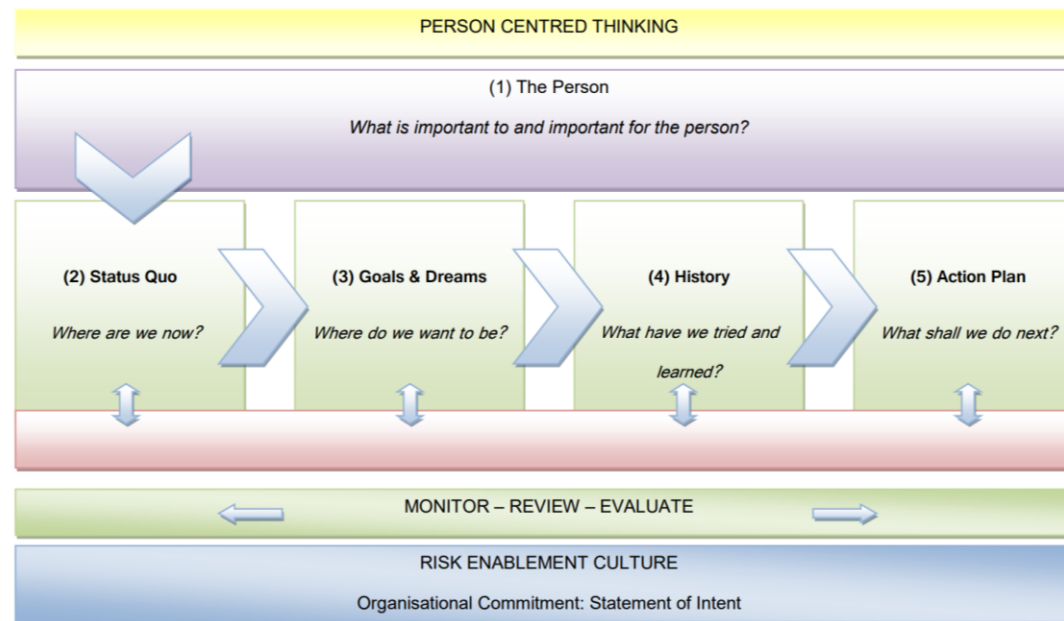 PERSON CENTRED THINKING
(1) The Person
What is important to and important for the person?
(2) Status Quo
Where are we now?
(3) Goals & Dreams
Where do we want to be?
(4) History
What have we tried and
learned?
(5) Action Plan
What shall we do next?
MONITOR – REVIEW – EVALUATE
RISK ENABLEMENT CULTURE
Organisational Commitment: Statement of Intent